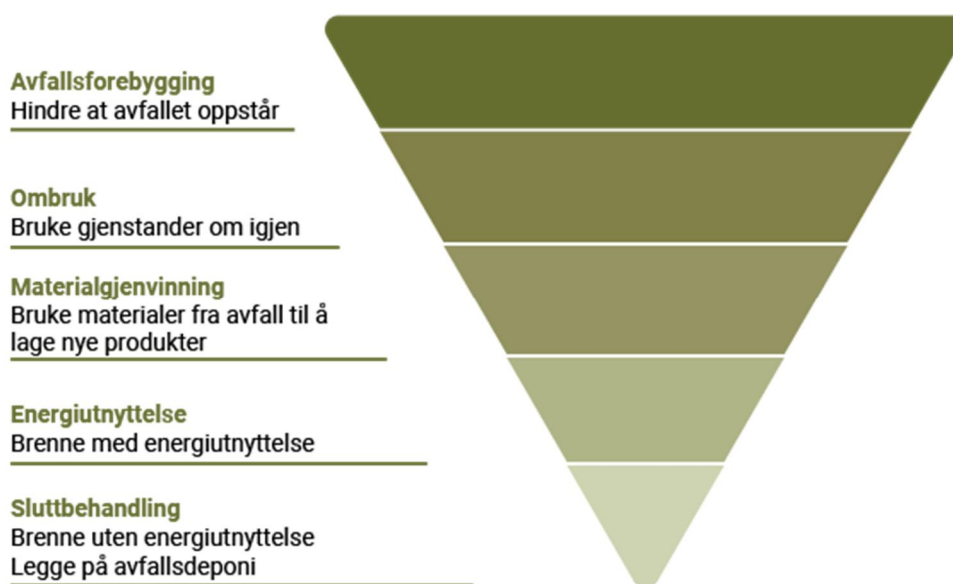 Avfallsforebygging
Hindre at avfallet oppstår
Ombruk
Bruke gjenstander om igjen
Materialgjenvinning
Bruke materialer fra avfall til å
lage nye produkter
Energiutnyttelse
Brenne med energiutnyttelse
Sluttbehandling
Brenne uten energiutnyttelse
Legge på avfallsdeponi